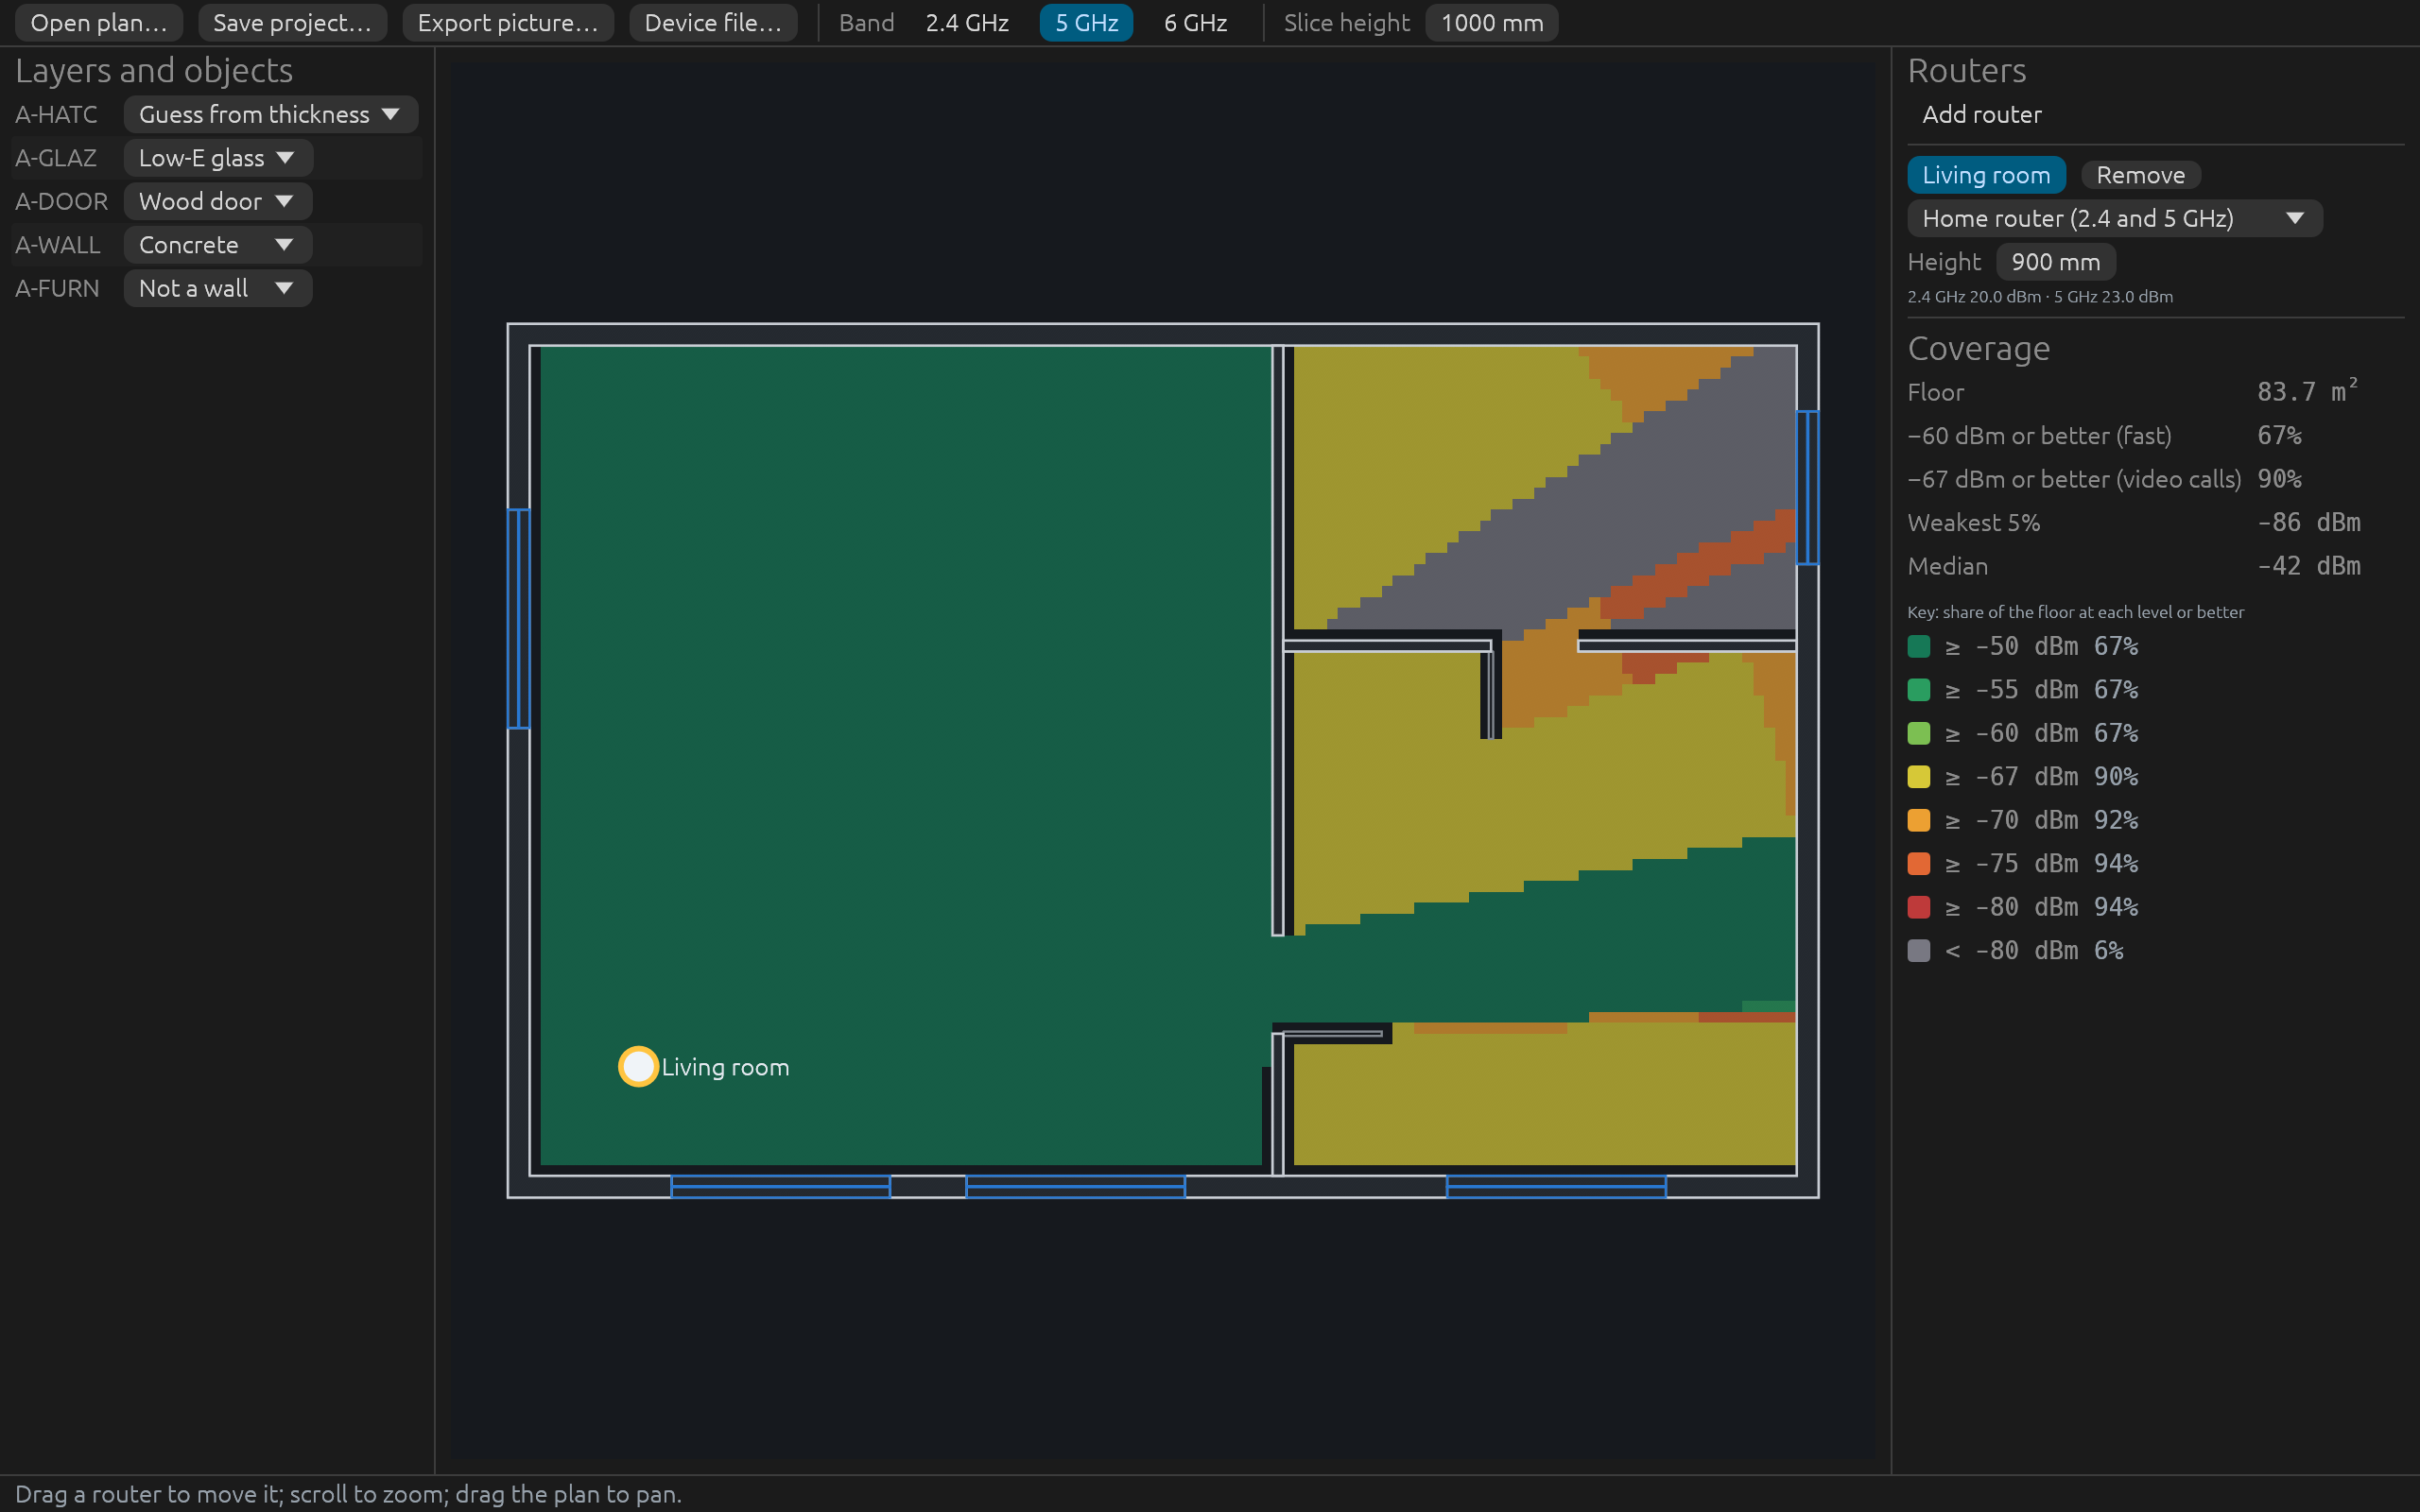 Open plan… Save project… Export picture… Device file… Band 2.4 GHz 5 GHz 6 GHz Slice height 1000 mm
Layers and objects
A-HATC Guess from thickness
A-GLAZ Low-E glass
A-DOOR Wood door
A-WALL Concrete
A-FURN Not a wall
Living room
Routers
Add router
Living room Remove
Home router (2.4 and 5 GHz)
Height 900 mm
2.4 GHz 20.0 dBm · 5 GHz 23.0 dBm
Coverage
Floor 83.7 m²
−60 dBm or better (fast) 67%
−67 dBm or better (video calls) 90%
Weakest 5% −86 dBm
Median −42 dBm
Key: share of the floor at each level or better
≥ −50 dBm 67%
≥ −55 dBm 67%
≥ −60 dBm 67%
≥ −67 dBm 90%
≥ −70 dBm 92%
≥ −75 dBm 94%
≥ −80 dBm 94%
< −80 dBm 6%
Drag a router to move it; scroll to zoom; drag the plan to pan.